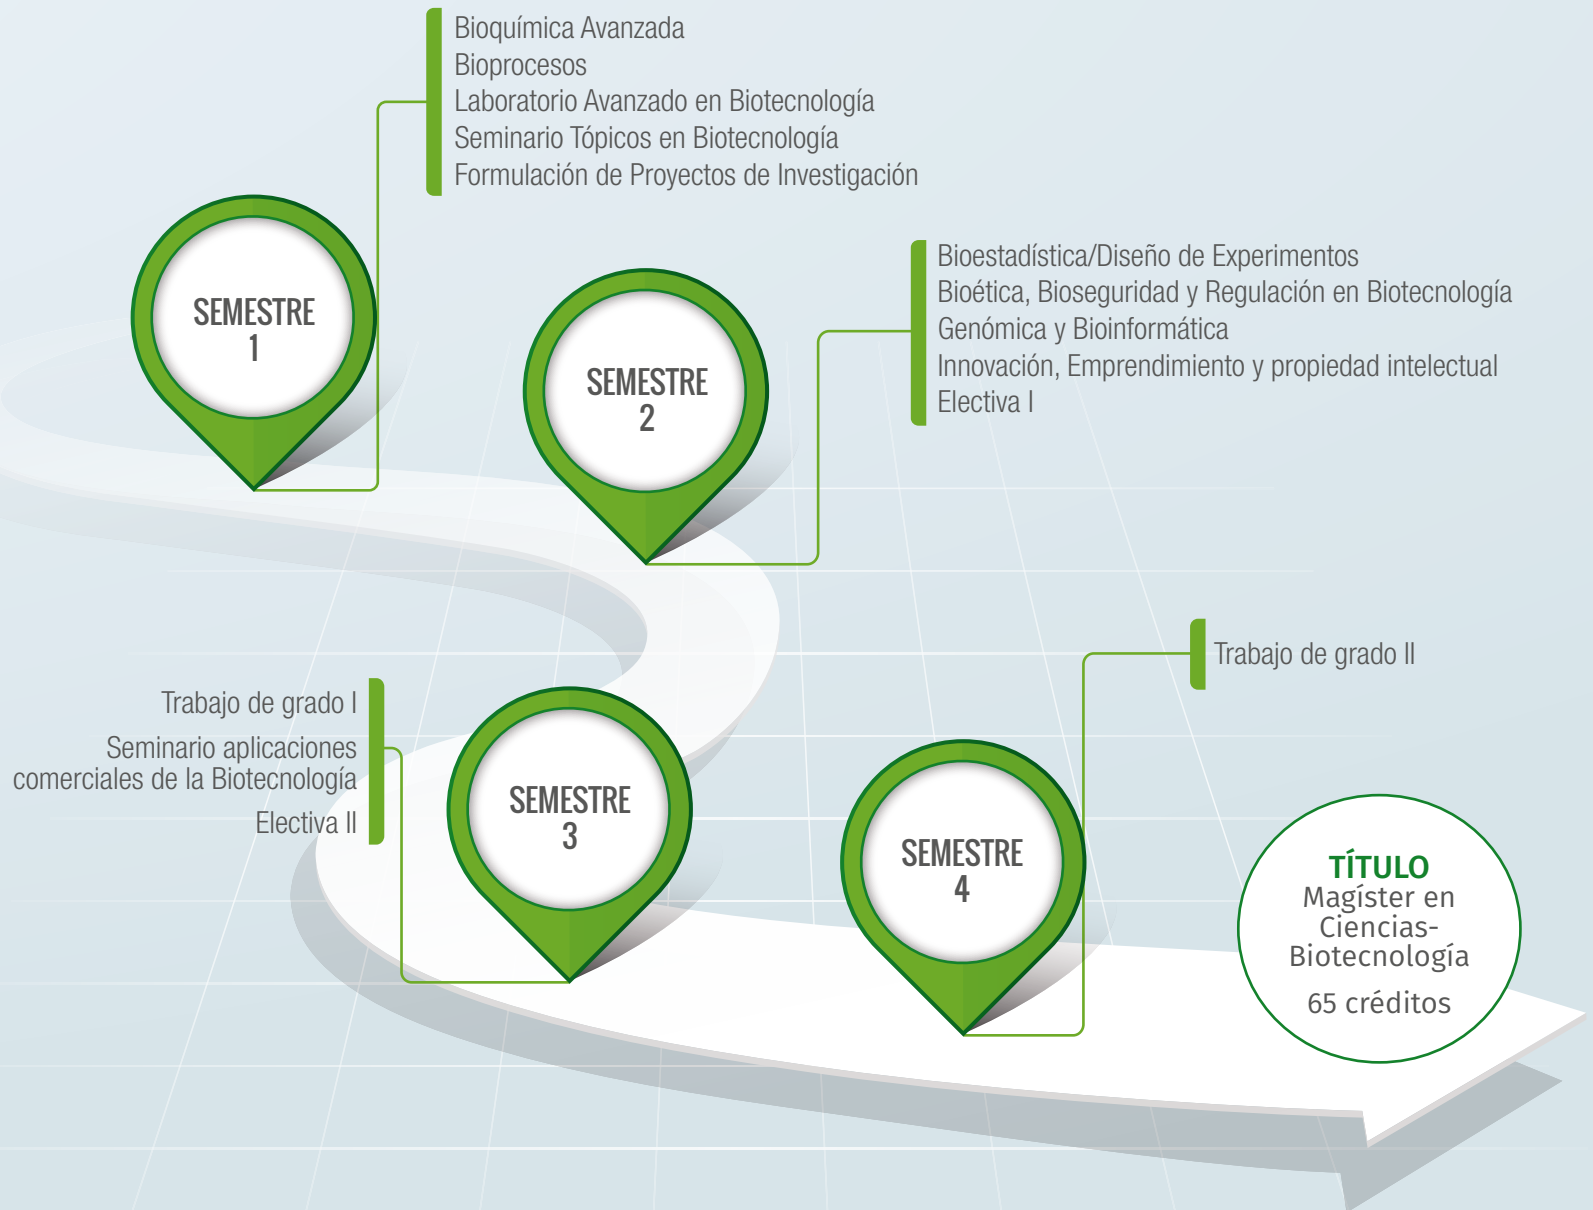 Bioquímica Avanzada
Bioprocesos
Laboratorio Avanzado en Biotecnología
Seminario Tópicos en Biotecnología
Formulación de Proyectos de Investigación
SEMESTRE
1
Bioestadística/Diseño de Experimentos
Bioética, Bioseguridad y Regulación en Biotecnología
Genómica y Bioinformática
Innovación, Emprendimiento y propiedad intelectual
Electiva I
SEMESTRE
2
Trabajo de grado I
Seminario aplicaciones
comerciales de la Biotecnología
Electiva II
SEMESTRE
3
Trabajo de grado II
SEMESTRE
4
TÍTULO
Magíster en
Ciencias-
Biotecnología
65 créditos